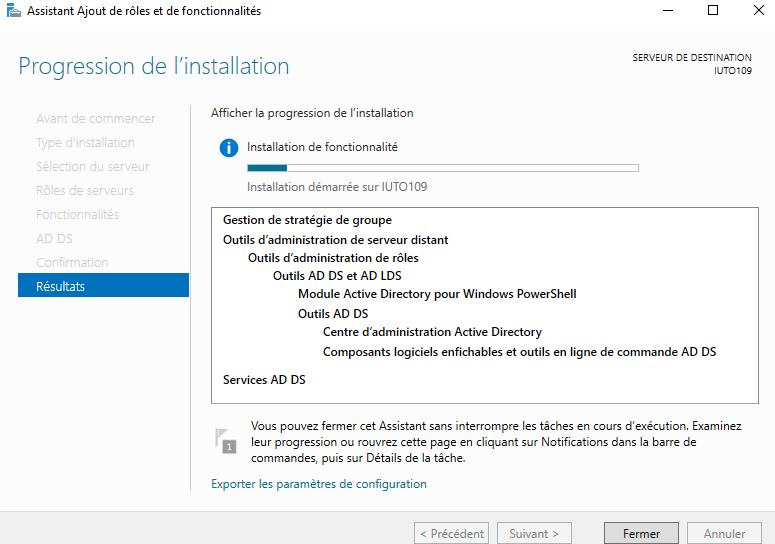 Assistant Ajout de rôles et de fonctionnalités
Progression de l'installation
SERVEUR DE DESTINATION
IUTO109
Avant de commencer
Type d'installation
Sélection du serveur
Rôles de serveurs
Fonctionnalités
AD DS
Confirmation
Résultats
Afficher la progression de l'installation
Installation de fonctionnalité
Installation démarrée sur IUTO109
Gestion de stratégie de groupe
Outils d'administration de serveur distant
Outils d'administration de rôles
Outils AD DS et AD LDS
Module Active Directory pour Windows PowerShell
Outils AD DS
Centre d'administration Active Directory
Composants logiciels enfichables et outils en ligne de commande AD DS
Services AD DS
1
Vous pouvez fermer cet Assistant sans interrompre les tâches en cours d'exécution. Examinez
leur progression ou rouvrez cette page en cliquant sur Notifications dans la barre de
commandes, puis sur Détails de la tâche.
Exporter les paramètres de configuration
< Précédent
Suivant >
Fermer
Annuler